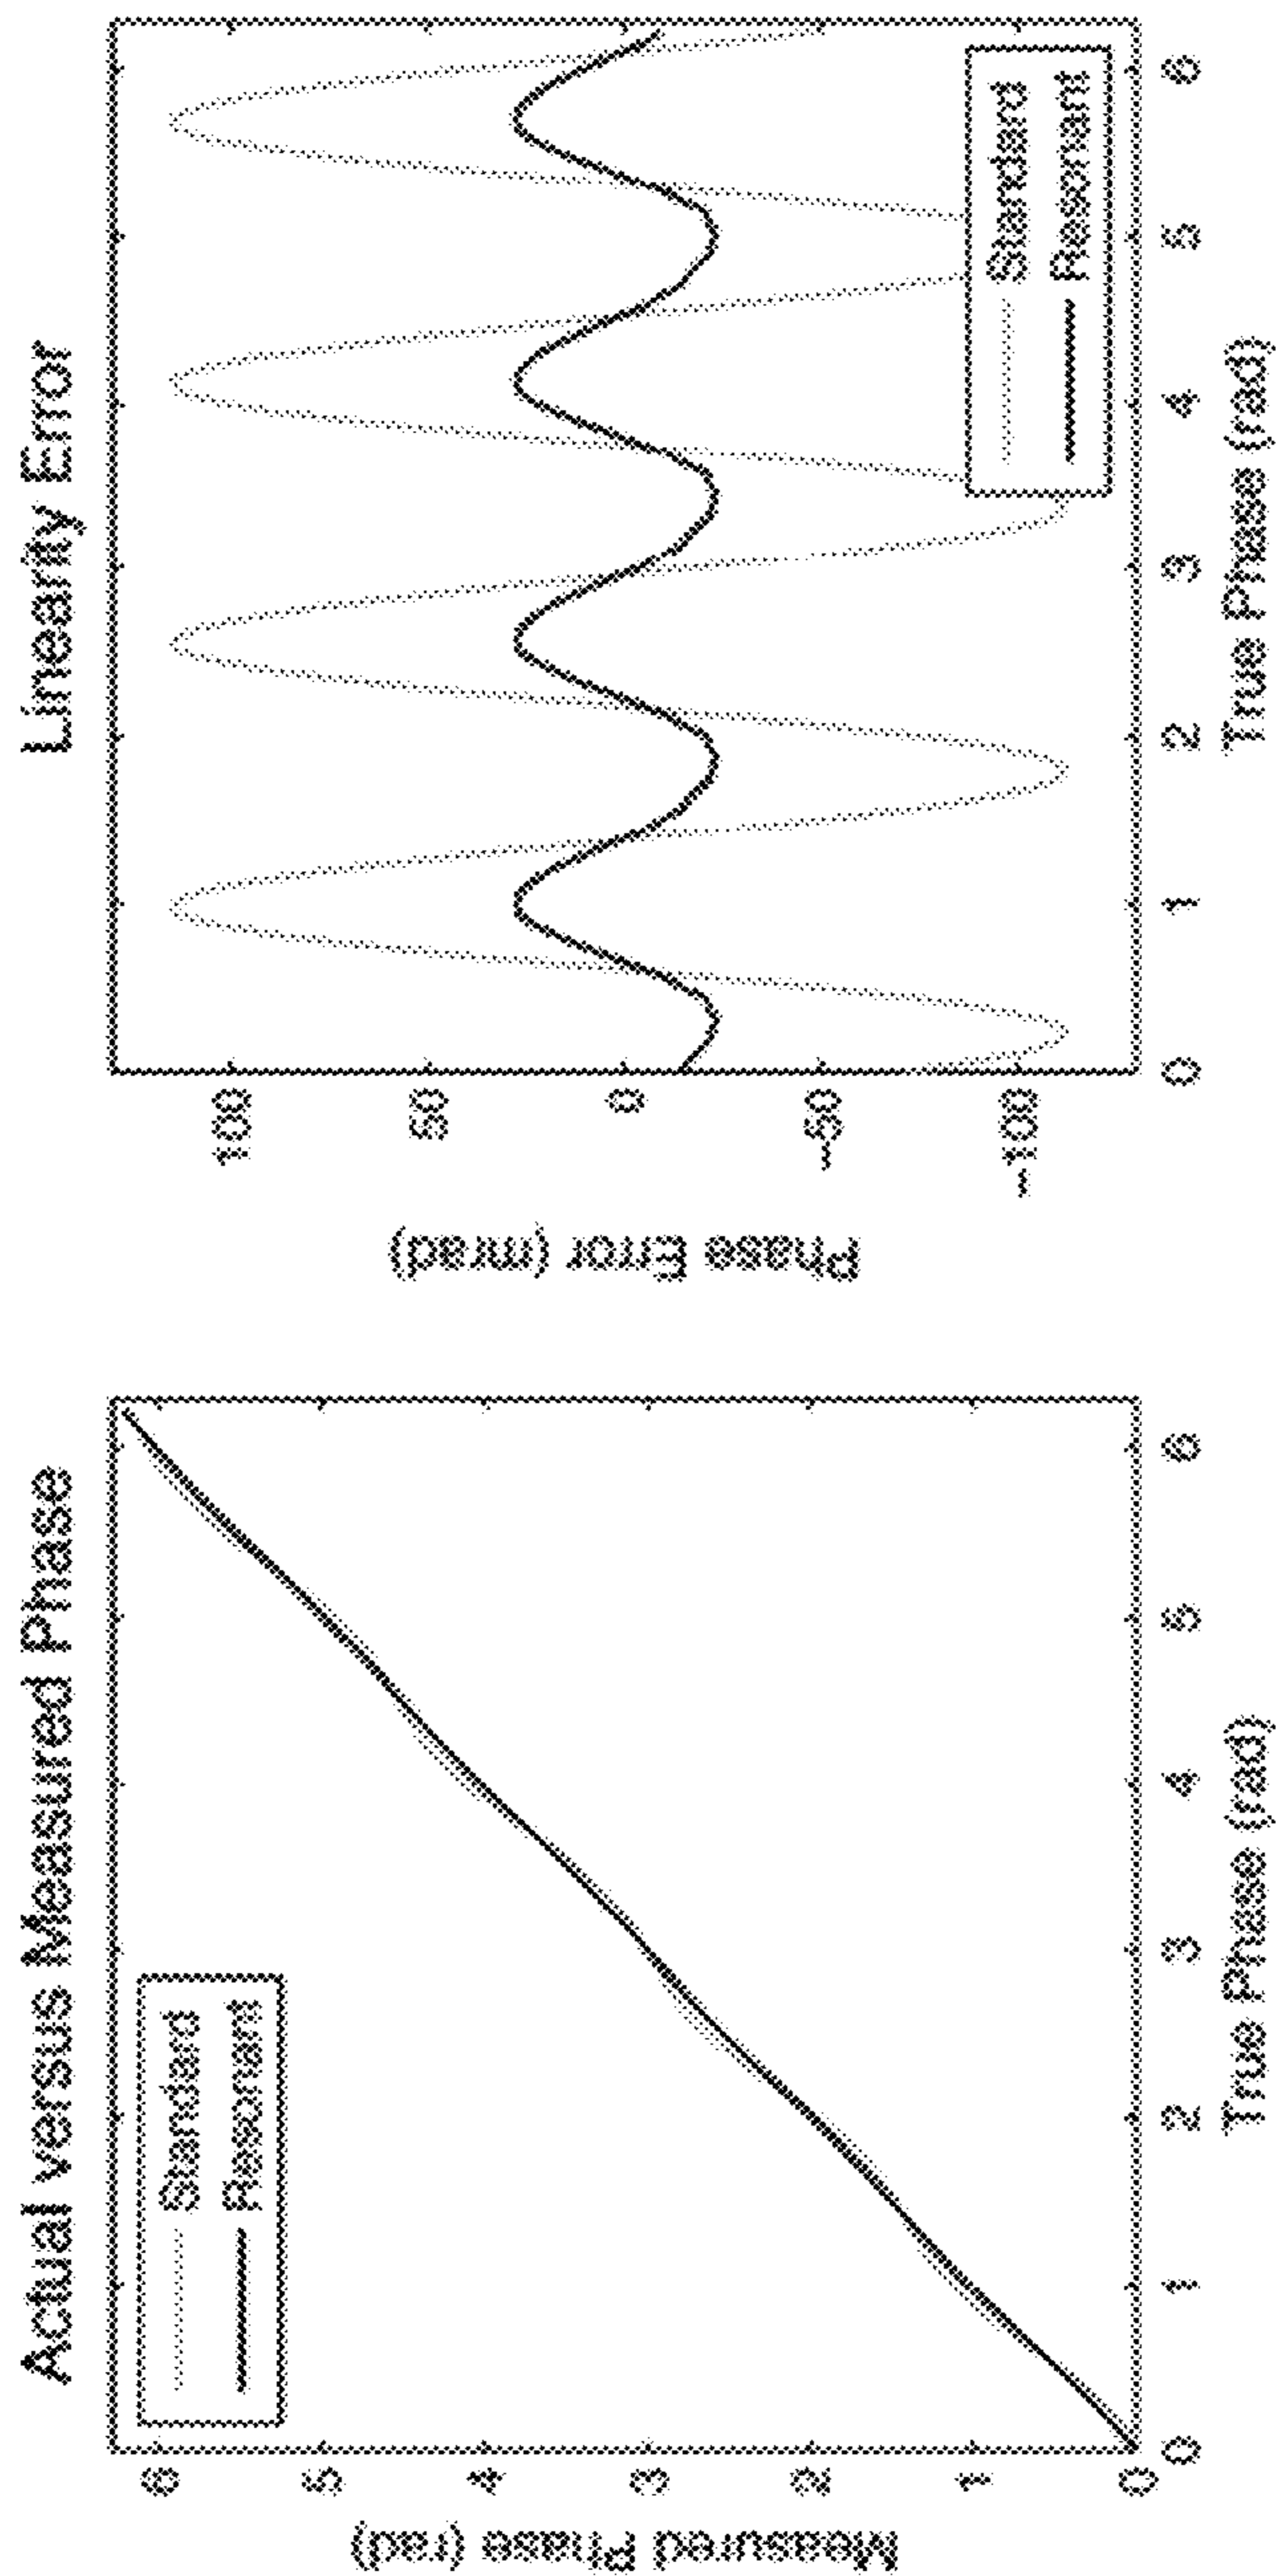 Actual versus Measured Phase
Standard
Resonant
Measured Phase (rad)
6
5
4
3
2
1
0
0 1 2 3 4 5 6
True Phase (rad)
Linearity Error
Phase Error (mrad)
100
50
0
-50
-100
Standard
Resonant
0 1 2 3 4 5 6
True Phase (rad)